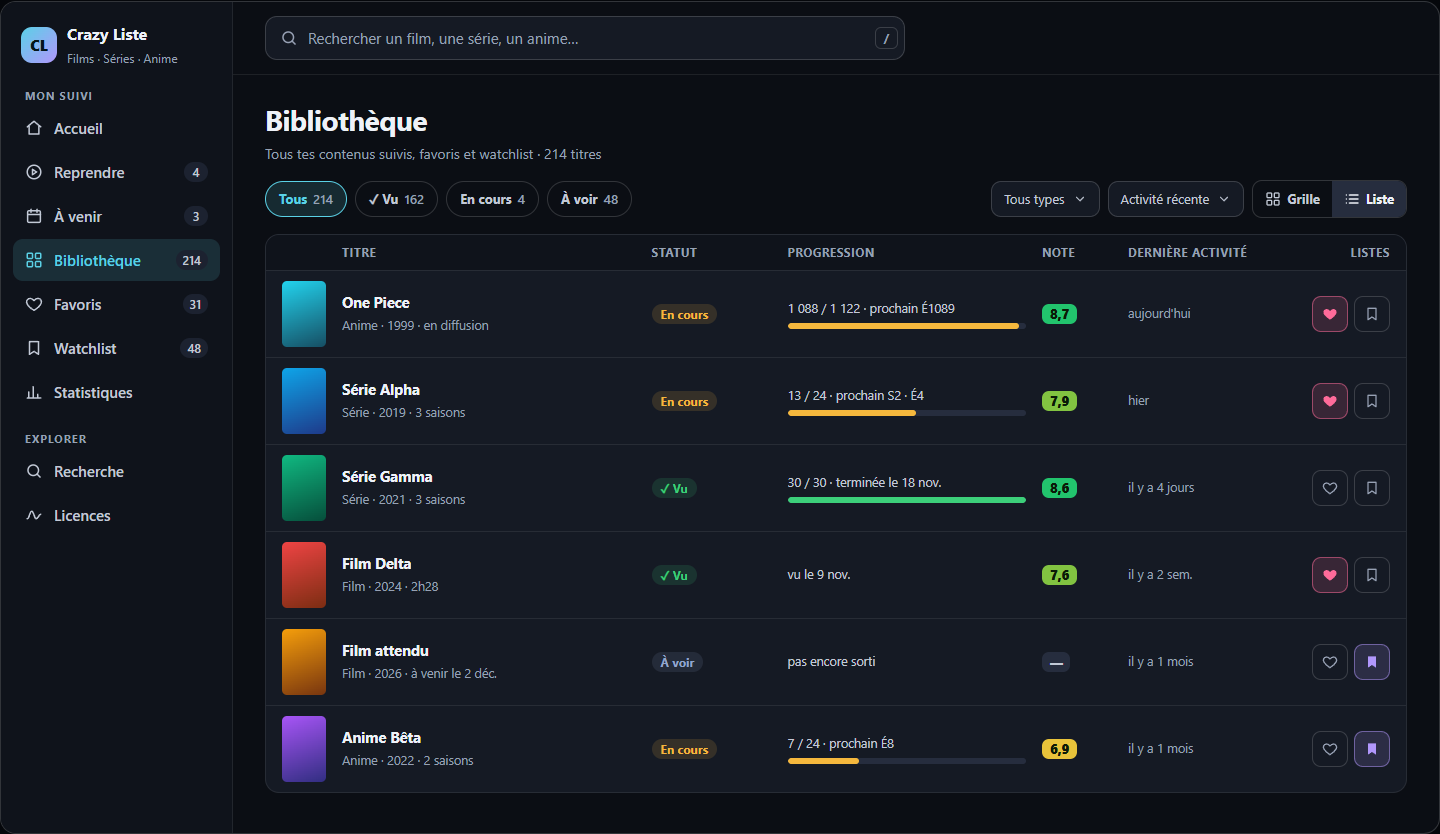 CL
Crazy Liste
Films · Séries · Anime
MON SUIVI
Accueil
Reprendre 4
À venir 3
Bibliothèque 214
Favoris 31
Watchlist 48
Statistiques
EXPLORER
Recherche
Licences
Rechercher un film, une série, un anime… /
Bibliothèque
Tous tes contenus suivis, favoris et watchlist · 214 titres
Tous 214 ✓ Vu 162 En cours 4 À voir 48 Tous types Activité récente Grille Liste
TITRE STATUT PROGRESSION NOTE DERNIÈRE ACTIVITÉ LISTES
One Piece
Anime · 1999 · en diffusion
En cours
1 088 / 1 122 · prochain É1089
8,7
aujourd'hui
Série Alpha
Série · 2019 · 3 saisons
En cours
13 / 24 · prochain S2 · É4
7,9
hier
Série Gamma
Série · 2021 · 3 saisons
✓ Vu
30 / 30 · terminée le 18 nov.
8,6
il y a 4 jours
Film Delta
Film · 2024 · 2h28
✓ Vu
vu le 9 nov.
7,6
il y a 2 sem.
Film attendu
Film · 2026 · à venir le 2 déc.
À voir
pas encore sorti
—
il y a 1 mois
Anime Bêta
Anime · 2022 · 2 saisons
En cours
7 / 24 · prochain É8
6,9
il y a 1 mois